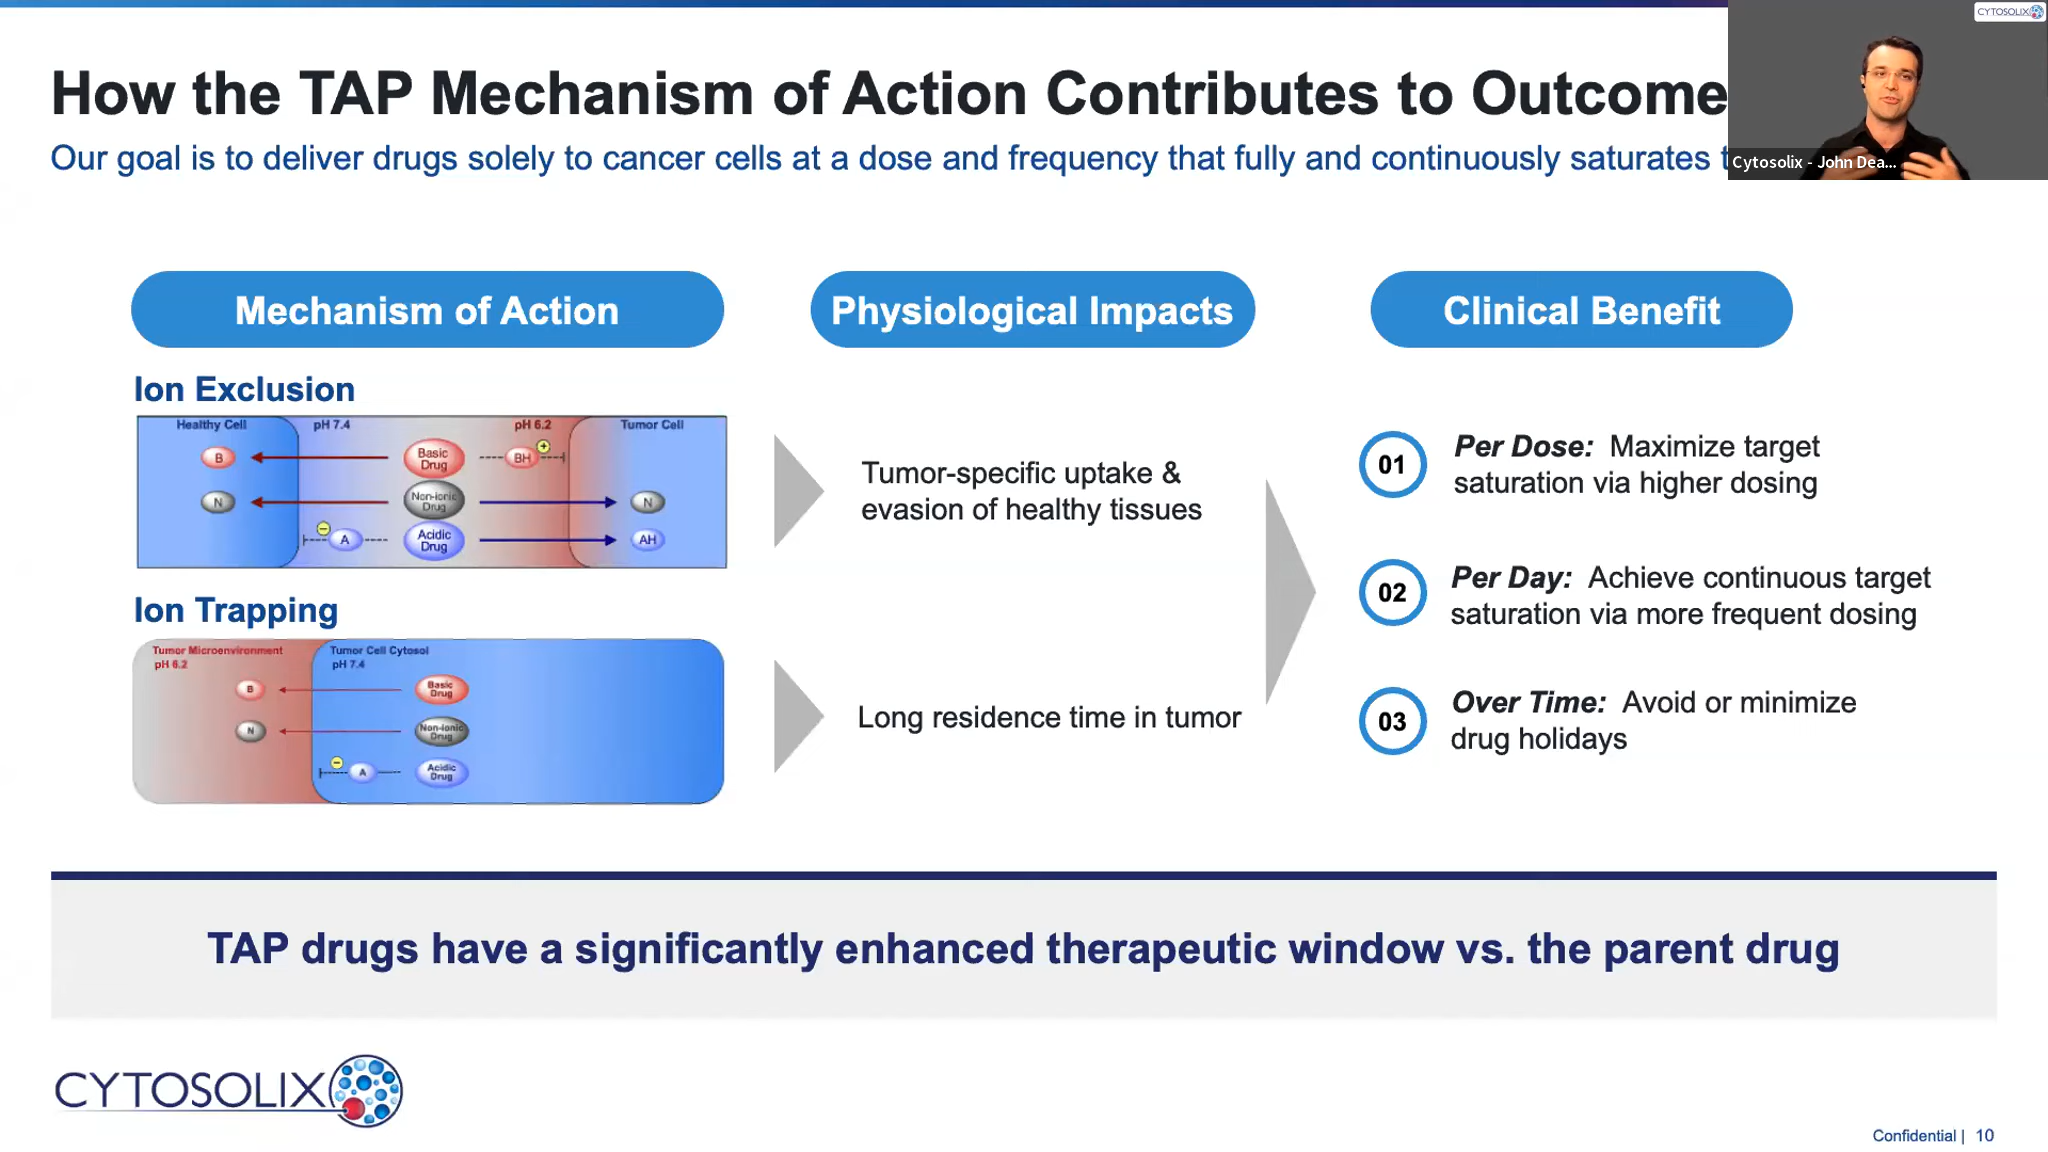 CYTOSOLIX
How the TAP Mechanism of Action Contributes to Outcome
Our goal is to deliver drugs solely to cancer cells at a dose and frequency that fully and continuously saturates t
Cytosolix - John Dea...
Mechanism of Action
Physiological Impacts
Clinical Benefit
Ion Exclusion
Healthy Cell
pH 7.4
pH 6.2
Tumor Cell
B
Basic
Drug
BH
+
N
Non-ionic
Drug
N
−
A
Acidic
Drug
AH
Tumor-specific uptake &
evasion of healthy tissues
Ion Trapping
Tumor Microenvironment
pH 6.2
Tumor Cell Cytosol
pH 7.4
B
Basic
Drug
N
Non-ionic
Drug
−
A
Acidic
Drug
Long residence time in tumor
01
Per Dose: Maximize target
saturation via higher dosing
02
Per Day: Achieve continuous target
saturation via more frequent dosing
03
Over Time: Avoid or minimize
drug holidays
TAP drugs have a significantly enhanced therapeutic window vs. the parent drug
CYTOSOLIX
Confidential | 10